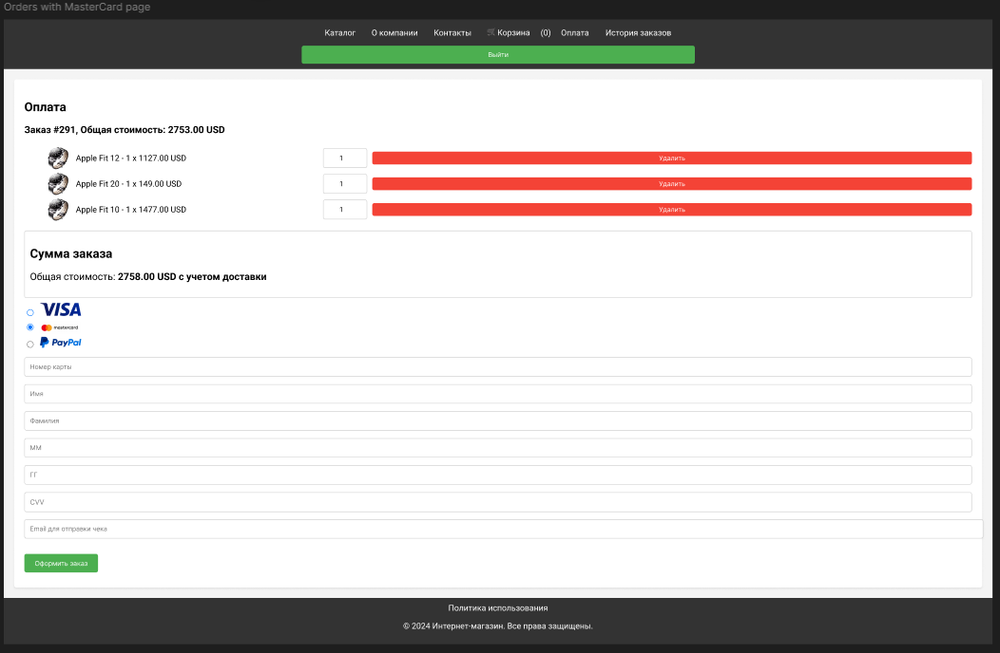 Orders with MasterCard page
Каталог О компании Контакты 🛒 Корзина (0) Оплата История заказов
Выйти
Оплата
Заказ #291, Общая стоимость: 2753.00 USD
Apple Fit 12 - 1 x 1127.00 USD 1 Удалить
Apple Fit 20 - 1 x 149.00 USD 1 Удалить
Apple Fit 10 - 1 x 1477.00 USD 1 Удалить
Сумма заказа
Общая стоимость: 2758.00 USD с учетом доставки
VISA
mastercard
PayPal
Номер карты
Имя
Фамилия
ММ
ГГ
CVV
Email для отправки чека
Оформить заказ
Политика использования
© 2024 Интернет-магазин. Все права защищены.